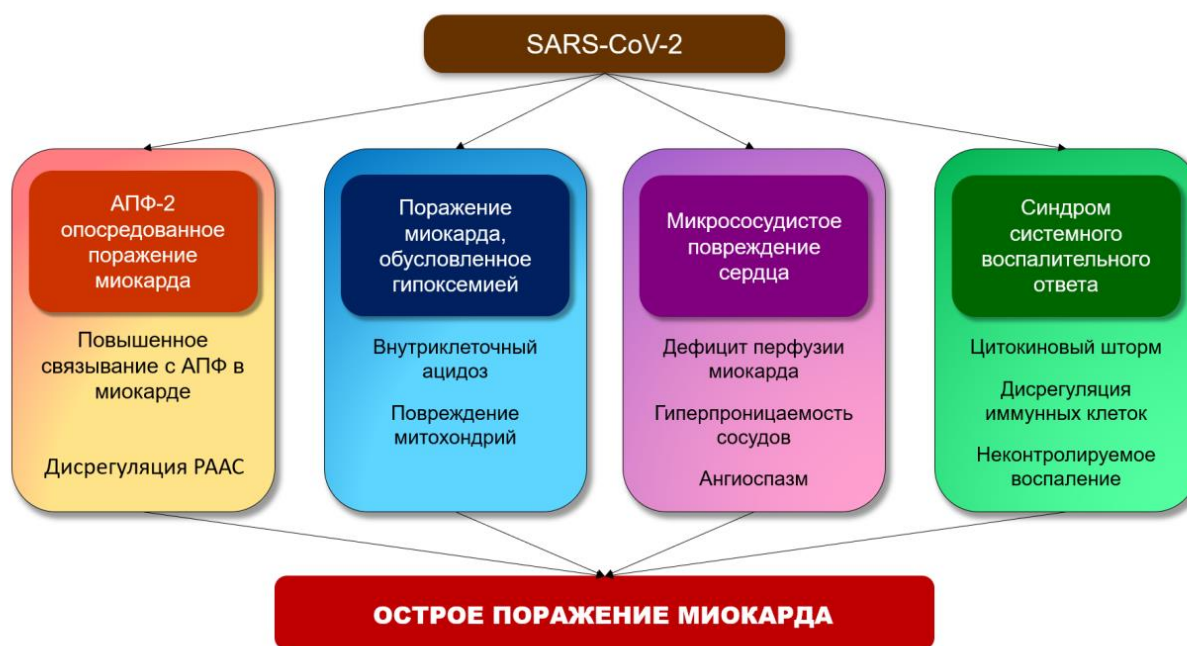 SARS-CoV-2
АПФ-2
опосредованное
поражение
миокарда
Повышенное
связывание с АПФ в
миокарде
Дисрегуляция РААС
Поражение
миокарда,
обусловленное
гипоксемией
Внутриклеточный
ацидоз
Повреждение
митохондрий
Микрососудистое
повреждение
сердца
Дефицит перфузии
миокарда
Гиперпроницаемость
сосудов
Ангиоспазм
Синдром
системного
воспалительного
ответа
Цитокиновый шторм
Дисрегуляция
иммунных клеток
Неконтролируемое
воспаление
ОСТРОЕ ПОРАЖЕНИЕ МИОКАРДА